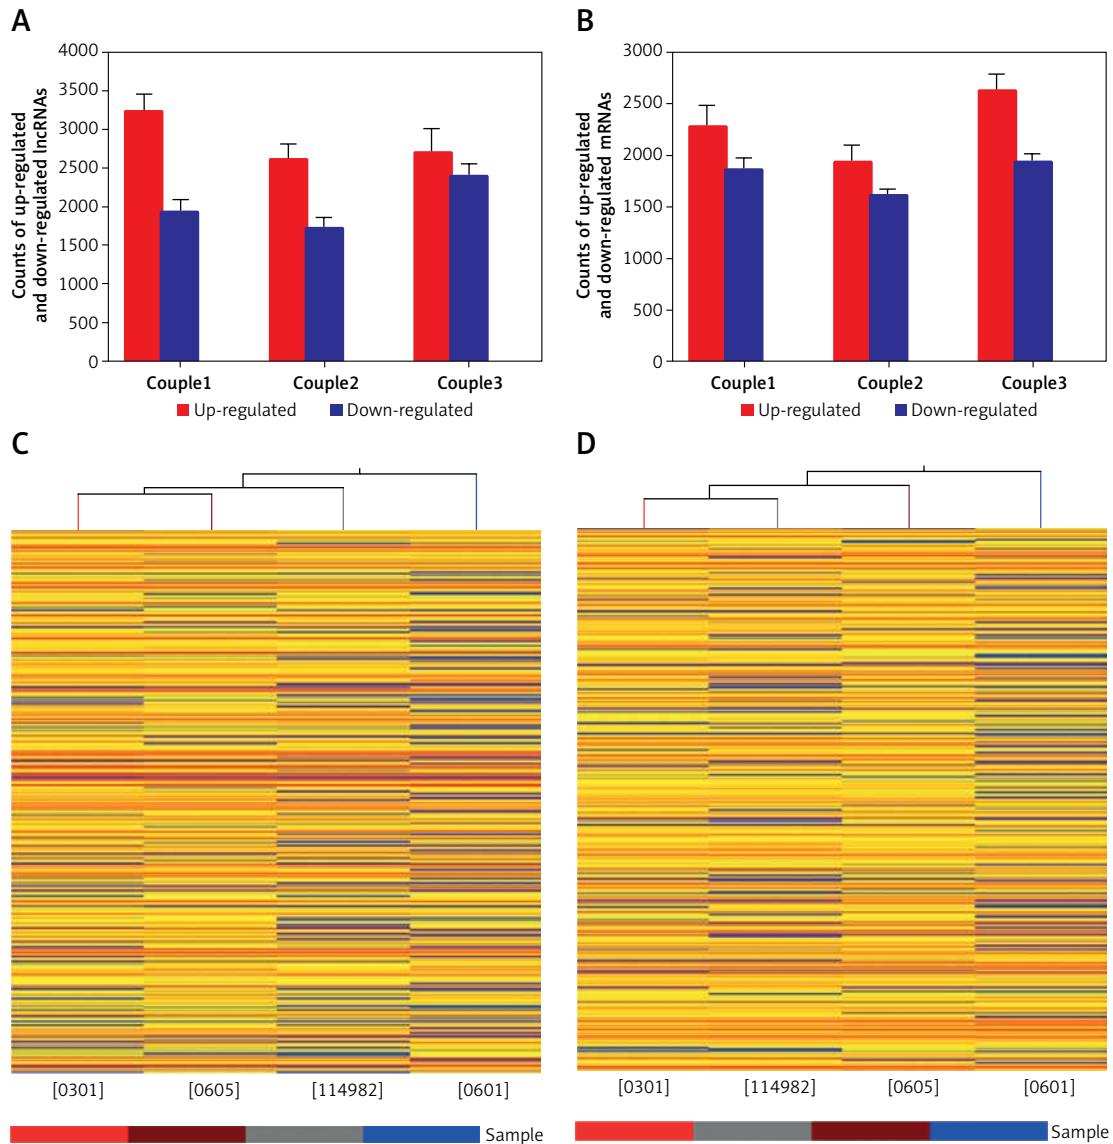 A
Counts of up-regulated
and down-regulated lncRNAs
4000
3500
3000
2500
2000
1500
1000
500
0
Couple1 Couple2 Couple3
Up-regulated Down-regulated
B
Counts of up-regulated
and down-regulated mRNAs
3000
2500
2000
1500
1000
500
0
Couple1 Couple2 Couple3
Up-regulated Down-regulated
C
[0301] [0605] [114982] [0601]
Sample
D
[0301] [114982] [0605] [0601]
Sample